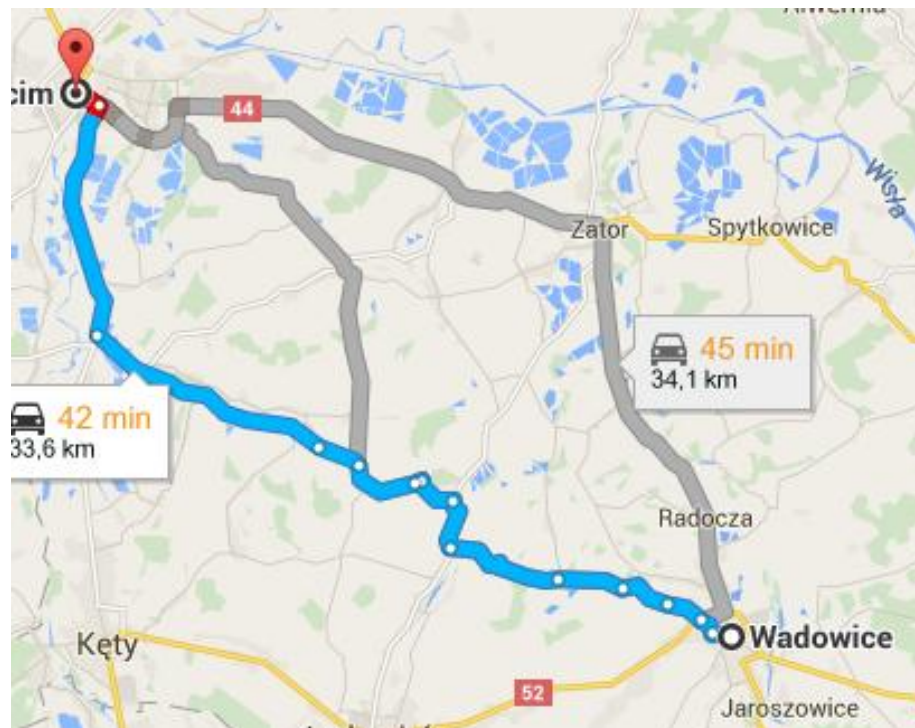 cim
44
Wisła
Zator
Spytkowice
45 min
34,1 km
42 min
33,6 km
Radocza
Wadowice
Kęty
52
Jaroszowice